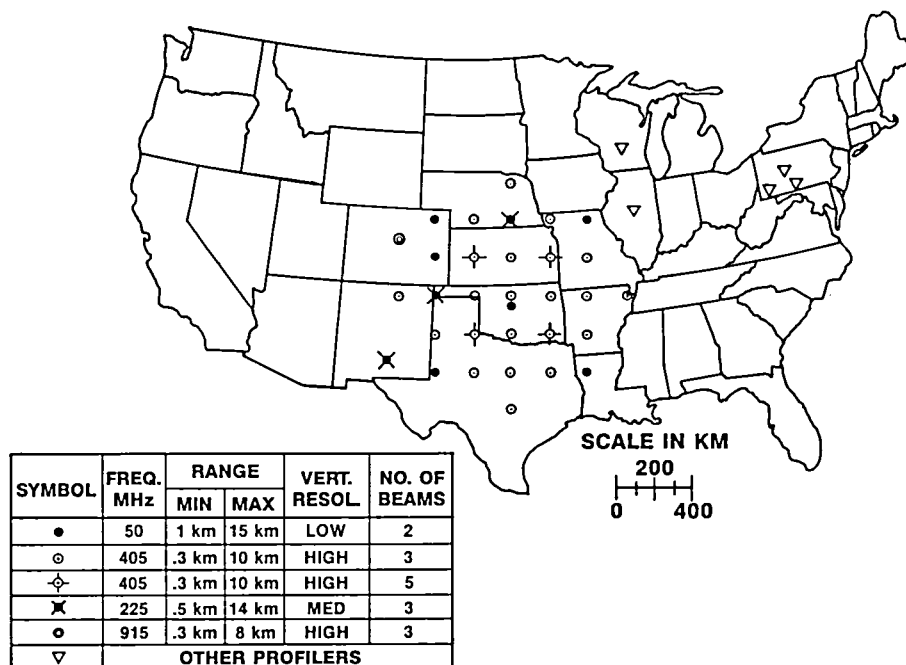 SCALE IN KM
200
0 400
SYMBOL FREQ. MHz RANGE MIN MAX VERT. RESOL. NO. OF BEAMS
50 1 km 15 km LOW 2
405 .3 km 10 km HIGH 3
405 .3 km 10 km HIGH 5
225 .5 km 14 km MED 3
915 .3 km 8 km HIGH 3
OTHER PROFILERS